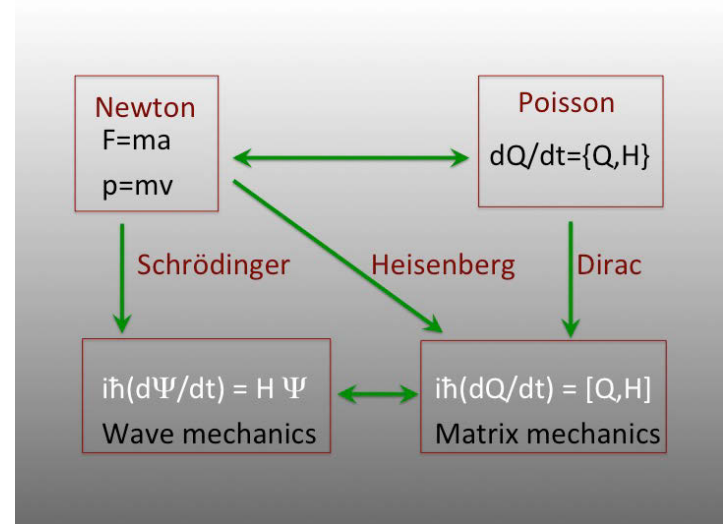 Newton
F=ma
p=mv
Poisson
dQ/dt={Q,H}
Schrödinger
Heisenberg
Dirac
iħ(dΨ/dt) = H Ψ
Wave mechanics
iħ(dQ/dt) = [Q,H]
Matrix mechanics